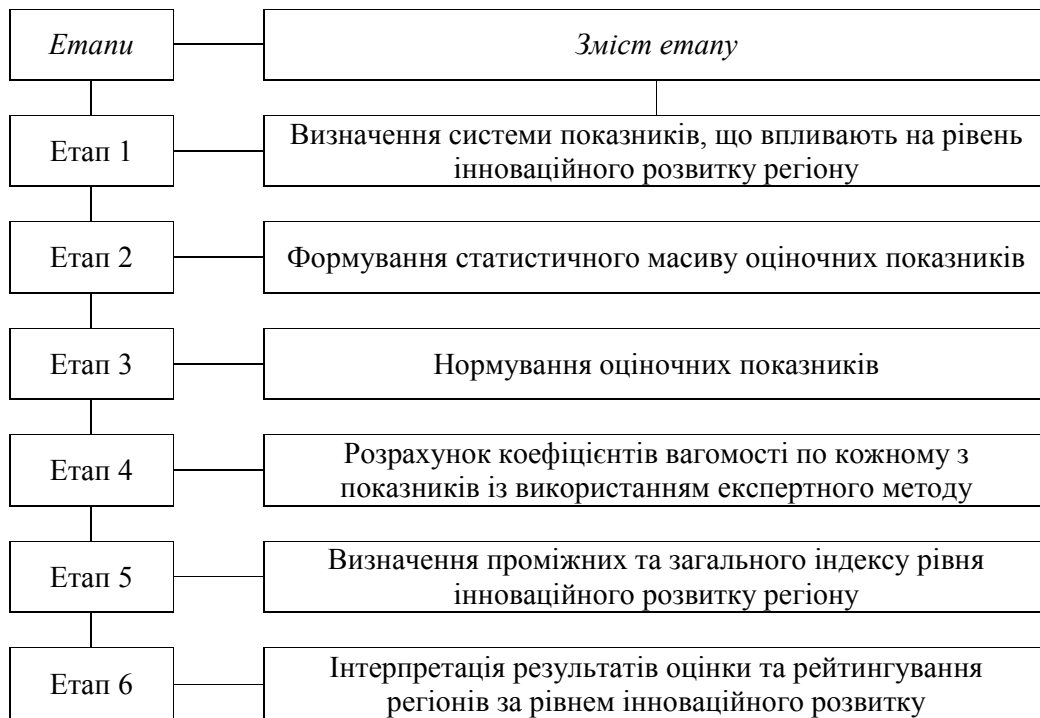 Етапи
Зміст етапу
Етап 1
Визначення системи показників, що впливають на рівень
інноваційного розвитку регіону
Етап 2
Формування статистичного масиву оціночних показників
Етап 3
Нормування оціночних показників
Етап 4
Розрахунок коефіцієнтів вагомості по кожному з
показників із використанням експертного методу
Етап 5
Визначення проміжних та загального індексу рівня
інноваційного розвитку регіону
Етап 6
Інтерпретація результатів оцінки та рейтингування
регіонів за рівнем інноваційного розвитку